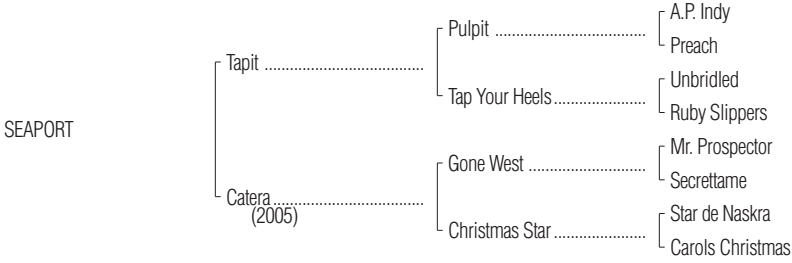 A.P. Indy
Pulpit ....................................
Preach
Tapit ......................................
Unbridled
Tap Your Heels......................
Ruby Slippers
SEAPORT
Mr. Prospector
Gone West ............................
Secrettame
Catera....................................
(2005)
Star de Naskra
Christmas Star ......................
Carols Christmas